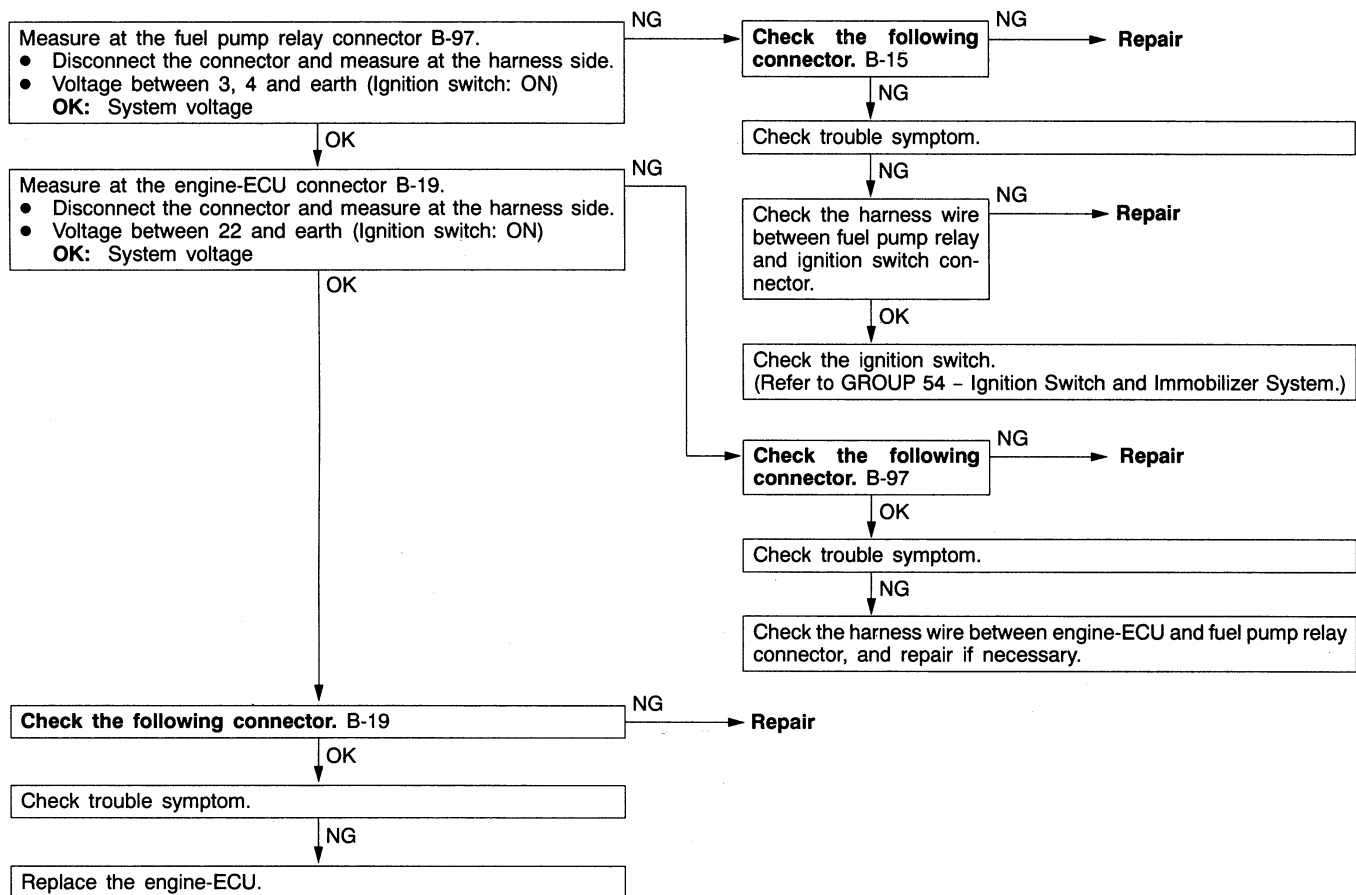 Measure at the fuel pump relay connector B-97.
● Disconnect the connector and measure at the harness side.
● Voltage between 3, 4 and earth (Ignition switch: ON)
OK: System voltage
NG
Check the following
connector. B-15
NG
Repair
NG
Check trouble symptom.
NG
Check the harness wire
between fuel pump relay
and ignition switch con-
nector.
NG
Repair
OK
Check the ignition switch.
(Refer to GROUP 54 – Ignition Switch and Immobilizer System.)
OK
Measure at the engine-ECU connector B-19.
● Disconnect the connector and measure at the harness side.
● Voltage between 22 and earth (Ignition switch: ON)
OK: System voltage
NG
Check the following
connector. B-97
NG
Repair
OK
Check trouble symptom.
NG
Check the harness wire between engine-ECU and fuel pump relay
connector, and repair if necessary.
OK
Check the following connector. B-19
NG
Repair
OK
Check trouble symptom.
NG
Replace the engine-ECU.